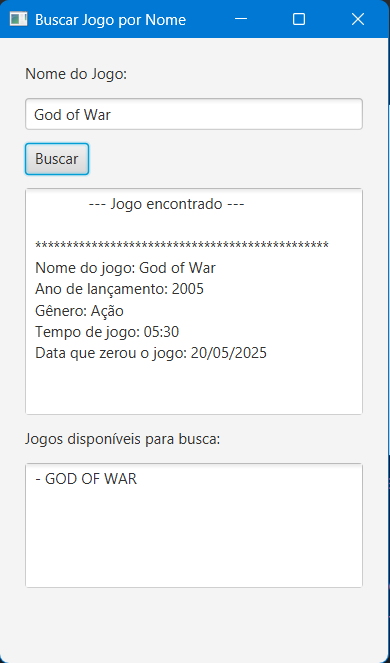 Buscar Jogo por Nome
Nome do Jogo:
God of War
Buscar
--- Jogo encontrado ---
***********************************************
Nome do jogo: God of War
Ano de lançamento: 2005
Gênero: Ação
Tempo de jogo: 05:30
Data que zerou o jogo: 20/05/2025
Jogos disponíveis para busca:
- GOD OF WAR